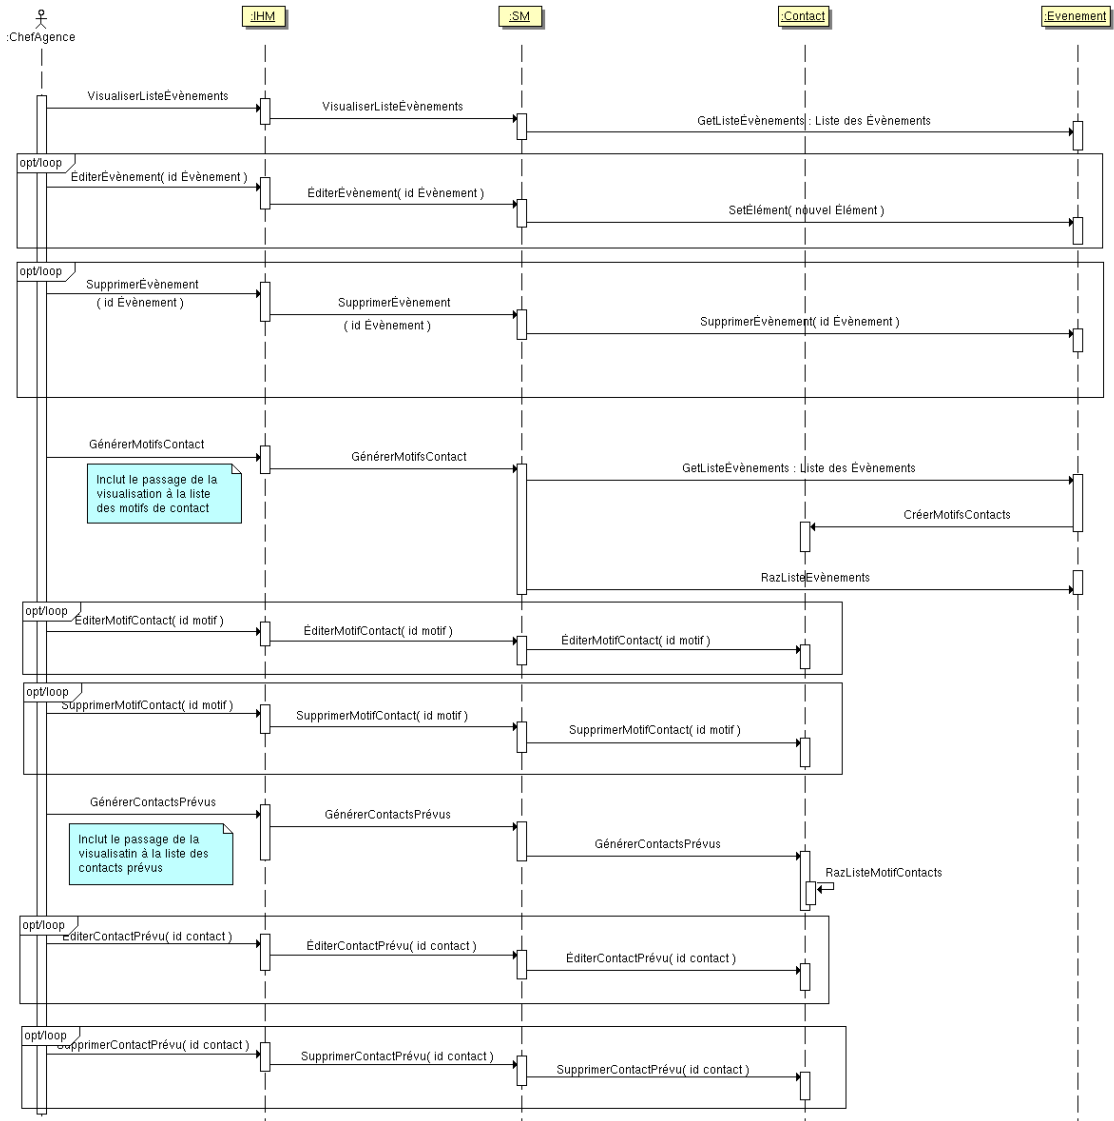 :ChefAgence
:IHM
:SM
:Contact
:Evenement
VisualiserListeÉvènements
VisualiserListeÉvènements
GetListeÉvènements : Liste des Évènements
opt/loop
ÉditerÉvènement( id Évènement )
ÉditerÉvènement( id Évènement )
SetÉlément( nouvel Élément )
opt/loop
SupprimerÉvènement
( id Évènement )
SupprimerÉvènement
( id Évènement )
SupprimerÉvènement( id Évènement )
GénérerMotifsContact
GénérerMotifsContact
GetListeÉvènements : Liste des Évènements
Inclut le passage de la
visualisation à la liste
des motifs de contact
CréerMotifsContacts
RazListeEvènements
opt/loop
ÉditerMotifContact( id motif )
ÉditerMotifContact( id motif )
ÉditerMotifContact( id motif )
opt/loop
SupprimerMotifContact( id motif )
SupprimerMotifContact( id motif )
SupprimerMotifContact( id motif )
GénérerContactsPrévus
GénérerContactsPrévus
GénérerContactsPrévus
Inclut le passage de la
visualisatin à la liste des
contacts prévus
RazListeMotifContacts
opt/loop
ÉditerContactPrévu( id contact )
ÉditerContactPrévu( id contact )
ÉditerContactPrévu( id contact )
opt/loop
SupprimerContactPrévu( id contact )
SupprimerContactPrévu( id contact )
SupprimerContactPrévu( id contact )